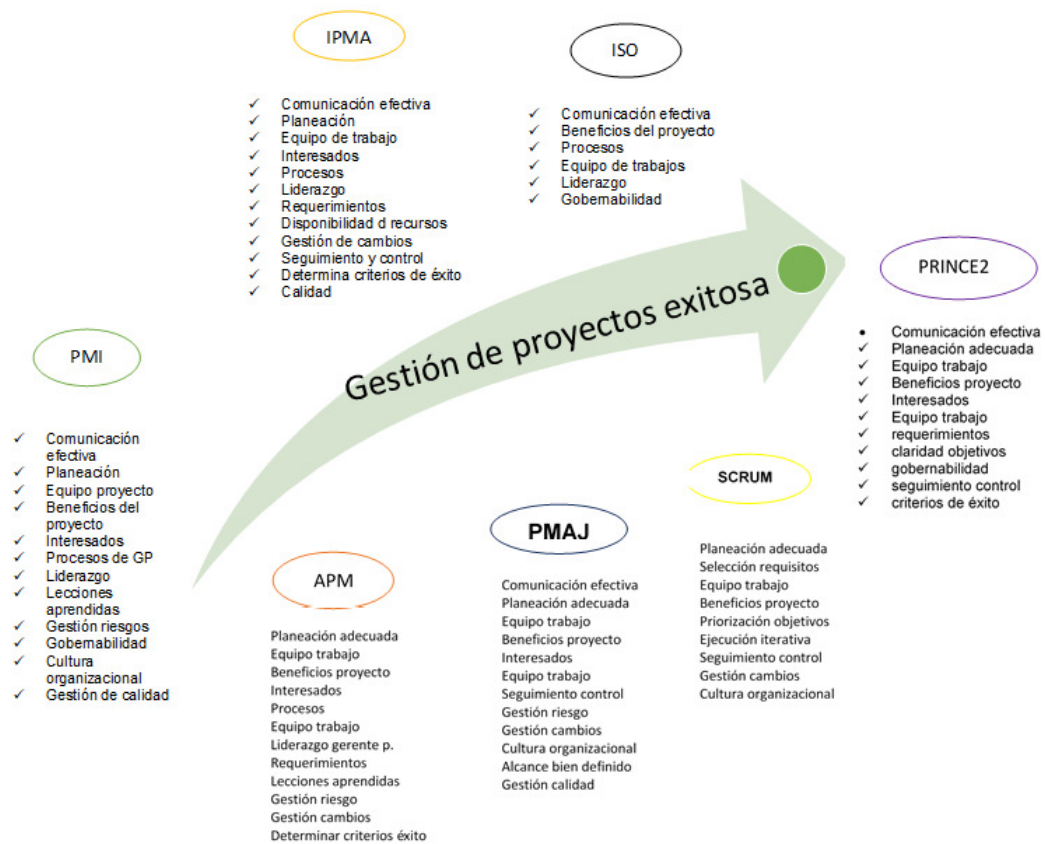 IPMA
Comunicación efectiva
Planeación
Equipo de trabajo
Interesados
Procesos
Liderazgo
Requerimientos
Disponibilidad d recursos
Gestión de cambios
Seguimiento y control
Determina criterios de éxito
Calidad
ISO
Comunicación efectiva
Beneficios del proyecto
Procesos
Equipo de trabajos
Liderazgo
Gobernabilidad
Gestión de proyectos exitosa
PRINCE2
Comunicación efectiva
Planeación adecuada
Equipo trabajo
Beneficios proyecto
Interesados
Equipo trabajo
requerimientos
claridad objetivos
gobernabilidad
seguimiento control
criterios de éxito
PMI
Comunicación
efectiva
Planeación
Equipo proyecto
Beneficios del
proyecto
Interesados
Procesos de GP
Liderazgo
Lecciones
aprendidas
Gestión riesgos
Gobernabilidad
Cultura
organizacional
Gestión de calidad
APM
Planeación adecuada
Equipo trabajo
Beneficios proyecto
Interesados
Procesos
Equipo trabajo
Liderazgo gerente p.
Requerimientos
Lecciones aprendidas
Gestión riesgo
Gestión cambios
Determinar criterios éxito
PMAJ
Comunicación efectiva
Planeación adecuada
Equipo trabajo
Beneficios proyecto
Interesados
Equipo trabajo
Seguimiento control
Gestión riesgo
Gestión cambios
Cultura organizacional
Alcance bien definido
Gestión calidad
SCRUM
Planeación adecuada
Selección requisitos
Equipo trabajo
Beneficios proyecto
Priorización objetivos
Ejecución iterativa
Seguimiento control
Gestión cambios
Cultura organizacional